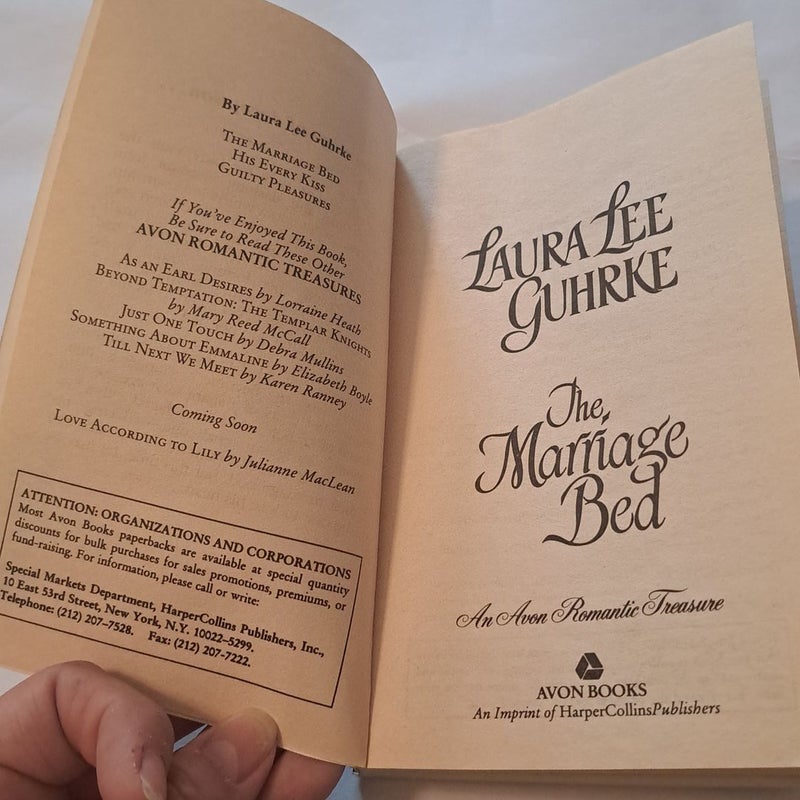 By Laura Lee Guhrke
The Marriage Bed
His Every Kiss
Guilty Pleasures
If You've Enjoyed This Book,
Be Sure to Read These Other
AVON ROMANTIC TREASURES
As an Earl Desires by Lorraine Heath
Beyond Temptation: The Templar Knights
by Mary Reed McCall
Just One Touch by Debra Mullins
Something About Emmaline by Elizabeth Boyle
Till Next We Meet by Karen Ranney
Coming Soon
Love According to Lily by Julianne MacLean
ATTENTION: ORGANIZATIONS AND CORPORATIONS
Most Avon Books paperbacks are available at special quantity
discounts for bulk purchases for sales promotions, premiums, or
fund-raising. For information, please call or write:
Special Markets Department, HarperCollins Publishers, Inc.,
10 East 53rd Street, New York, N.Y. 10022–5299.
Telephone: (212) 207–7528. Fax: (212) 207-7222.
Laura Lee
Guhrke
The
Marriage
Bed
An Avon Romantic Treasure
AVON BOOKS
An Imprint of HarperCollinsPublishers